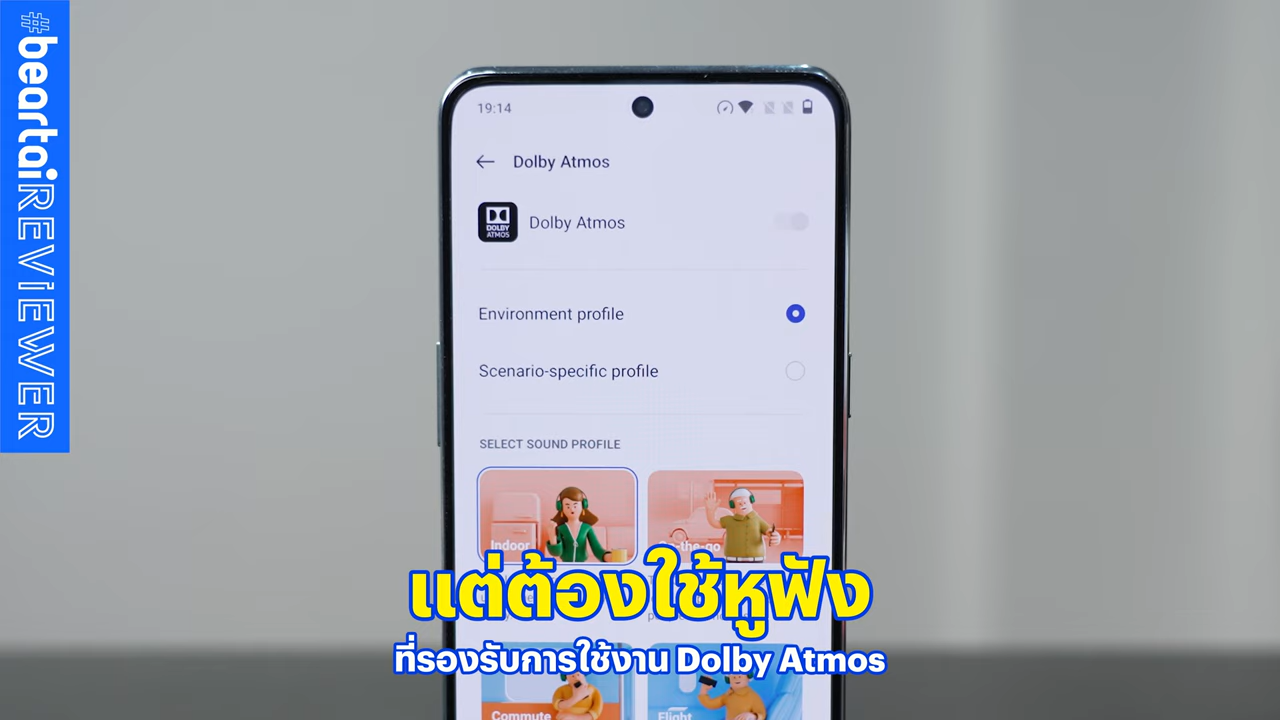 #beartai REVIEWER
19:14
Dolby Atmos
DOLBY
ATMOS
Dolby Atmos
Environment profile
Scenario-specific profile
SELECT SOUND PROFILE
Indoor
แต่ต้องใช้หูฟัง
ที่รองรับการใช้งาน Dolby Atmos
Commute
Flight